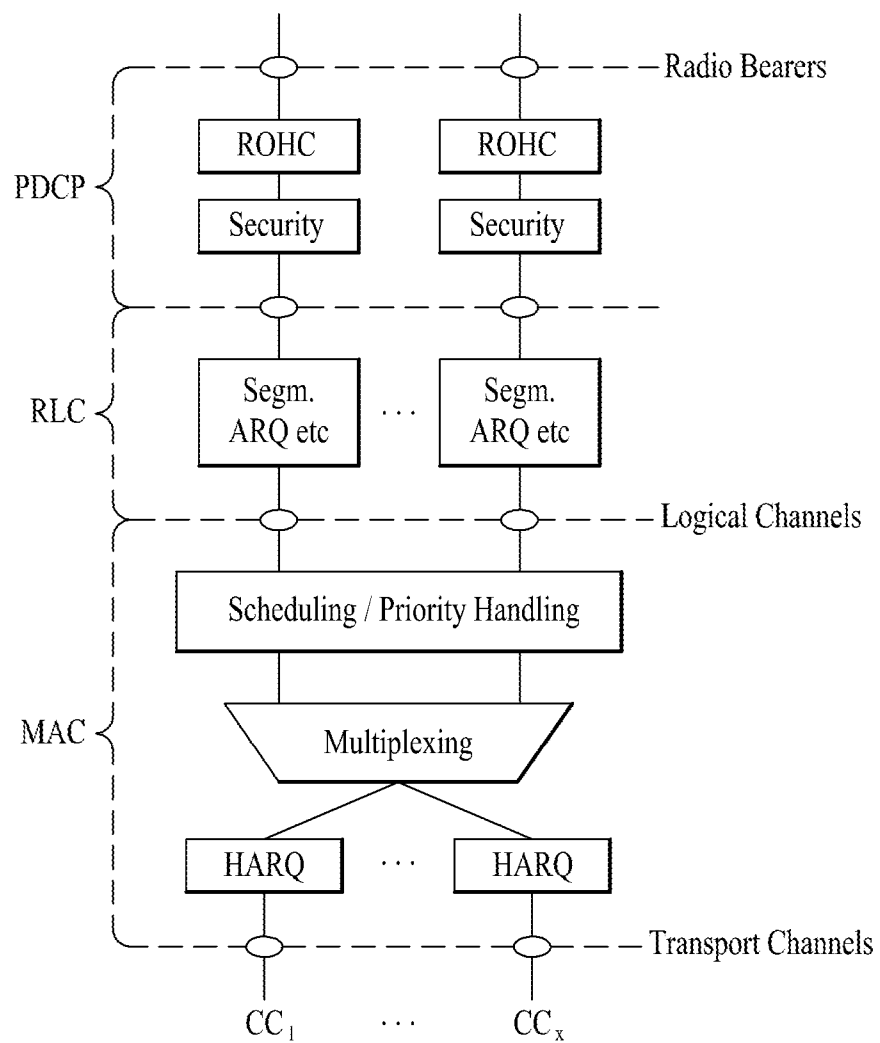 Radio Bearers
ROHC ROHC
PDCP
Security Security
Segm. ARQ etc ... Segm. ARQ etc
RLC
Logical Channels
Scheduling / Priority Handling
MAC
Multiplexing
HARQ ... HARQ
Transport Channels
CC1 ... CCx